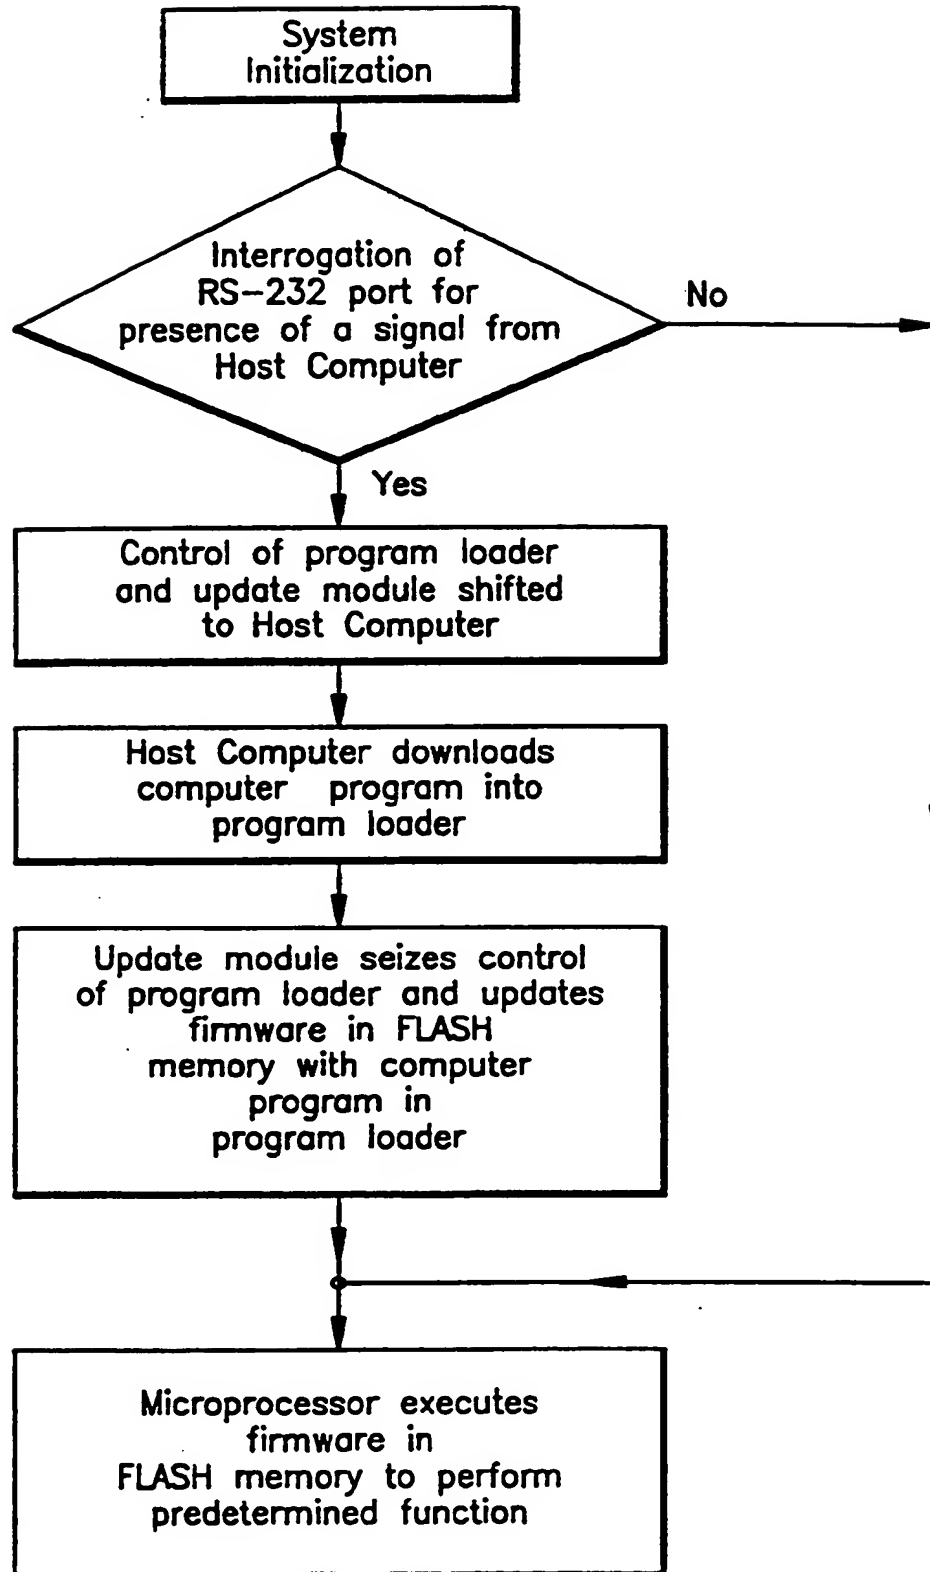 System
Initialization
Interrogation of
RS-232 port for
presence of a signal from
Host Computer
No
Yes
Control of program loader
and update module shifted
to Host Computer
Host Computer downloads
computer program into
program loader
Update module seizes control
of program loader and updates
firmware in FLASH
memory with computer
program in
program loader
Microprocessor executes
firmware in
FLASH memory to perform
predetermined function